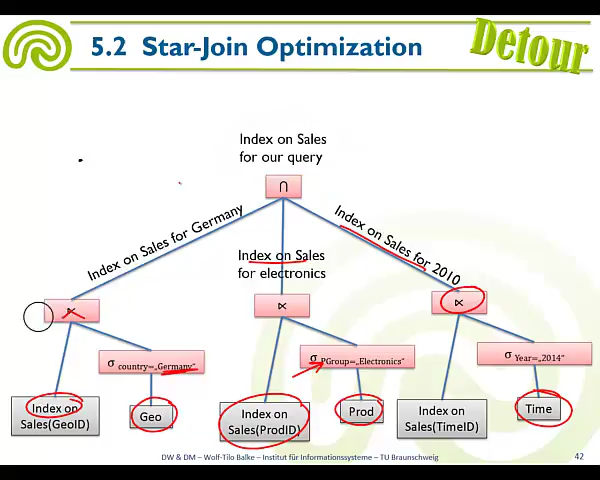 5.2 Star-Join Optimization
Detour
Index on Sales
for our query
∩
Index on Sales for Germany
Index on Sales
for electronics
Index on Sales for 2010
⋉
⋉
⋉
σ country=„Germany"
σ PGroup=„Electronics"
σ Year=„2014"
Index on
Sales(GeoID)
Geo
Index on
Sales(ProdID)
Prod
Index on
Sales(TimeID)
Time
DW & DM – Wolf-Tilo Balke – Institut für Informationssysteme – TU Braunschweig
42